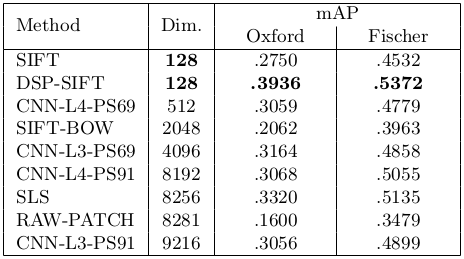 Method Dim. mAP
Oxford Fischer
SIFT 128 .2750 .4532
DSP-SIFT 128 .3936 .5372
CNN-L4-PS69 512 .3059 .4779
SIFT-BOW 2048 .2062 .3963
CNN-L3-PS69 4096 .3164 .4858
CNN-L4-PS91 8192 .3068 .5055
SLS 8256 .3320 .5135
RAW-PATCH 8281 .1600 .3479
CNN-L3-PS91 9216 .3056 .4899